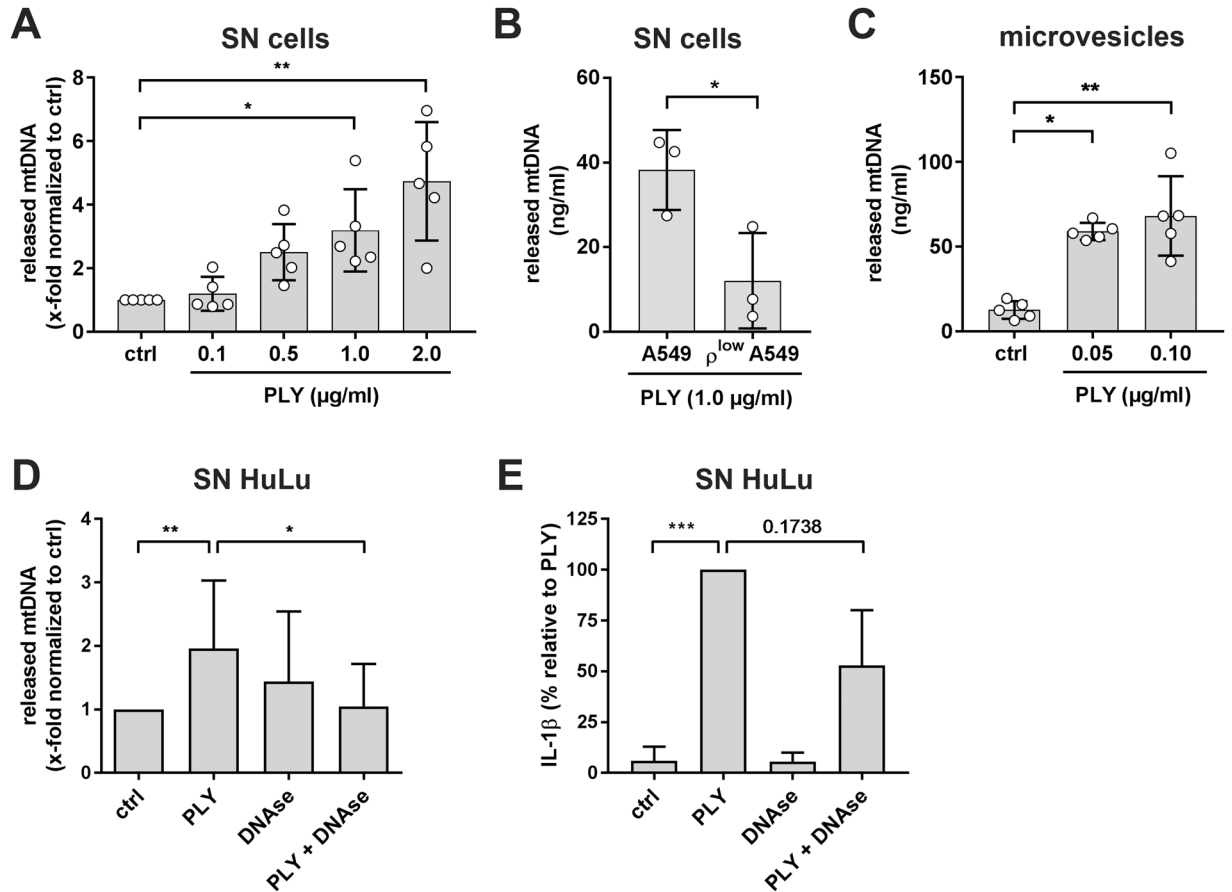 A
SN cells
released mtDNA
(x-fold normalized to ctrl)
8
6
4
2
0
**
*
ctrl
0.1
0.5
1.0
2.0
PLY (µg/ml)
B
SN cells
released mtDNA
(ng/ml)
60
40
20
0
*
A549
ρlow A549
PLY (1.0 µg/ml)
C
microvesicles
released mtDNA
(ng/ml)
150
100
50
0
**
*
ctrl
0.05
0.10
PLY (µg/ml)
D
SN HuLu
released mtDNA
(x-fold normalized to ctrl)
4
3
2
1
0
**
*
ctrl
PLY
DNAse
PLY + DNAse
E
SN HuLu
IL-1β (% relative to PLY)
125
100
75
50
25
0
***
0.1738
ctrl
PLY
DNAse
PLY + DNAse